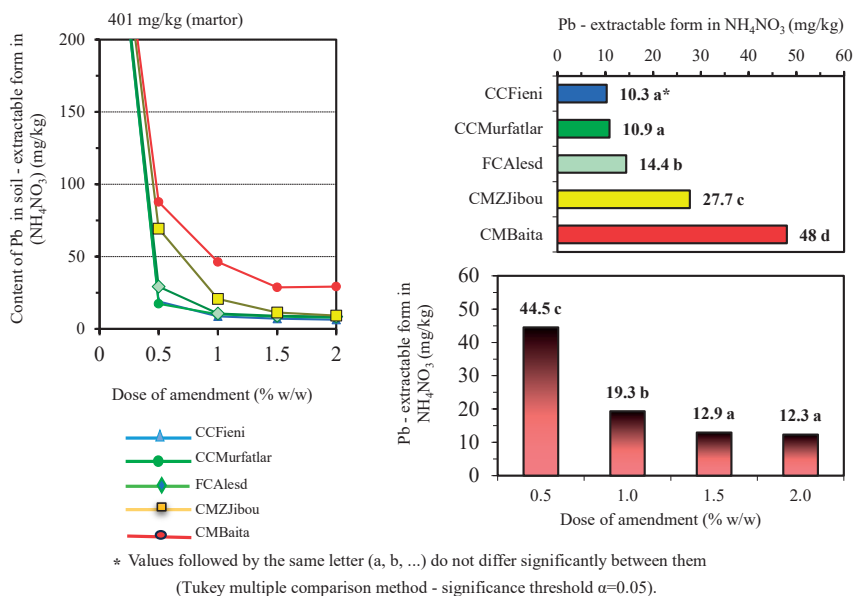 401 mg/kg (martor)
Content of Pb in soil - extractable form in
(NH₄NO₃) (mg/kg)
200
150
100
50
25
0
0 0.5 1 1.5 2
Dose of amendment (% w/w)
CCFieni
CCMurfatlar
FCAlesd
CMZJibou
CMBaita
Pb - extractable form in NH₄NO₃ (mg/kg)
0 10 20 30 40 50 60
CCFieni 10.3 a*
CCMurfatlar 10.9 a
FCAlesd 14.4 b
CMZJibou 27.7 c
CMBaita 48 d
Pb - extractable form in
NH₄NO₃ (mg/kg)
60
50
40
30
20
10
0
44.5 c
19.3 b
12.9 a
12.3 a
0.5 1.0 1.5 2.0
Dose of amendment (% w/w)
* Values followed by the same letter (a, b, ...) do not differ significantly between them
(Tukey multiple comparison method - significance threshold α=0.05).